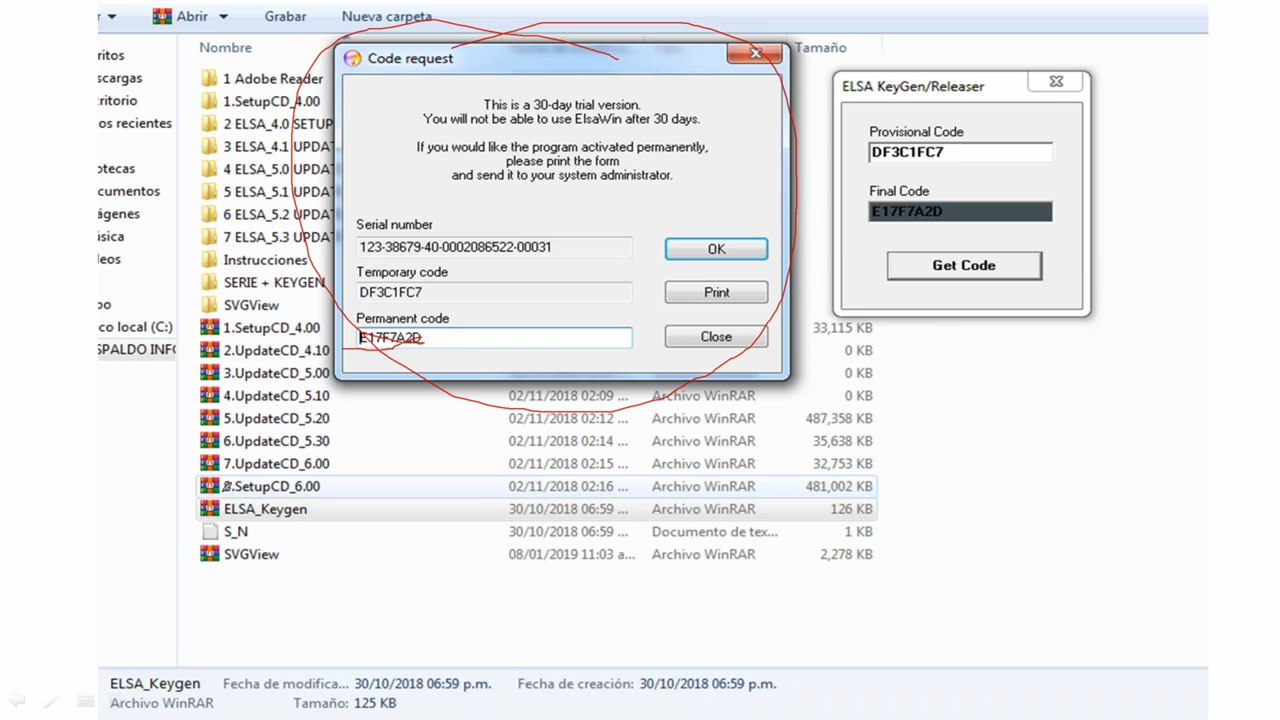 Abrir
Grabar
Nueva carpeta
Nombre
Tamaño
ritos
scargas
critorio
os recientes
otecas
cumentos
ágenes
úsica
deos
po
co local (C:)
SPALDO INFO
1 Adobe Reader
1.SetupCD_4.00
2 ELSA_4.0 SETUP
3 ELSA_4.1 UPDAT
4 ELSA_5.0 UPDAT
5 ELSA_5.1 UPDAT
6 ELSA_5.2 UPDAT
7 ELSA_5.3 UPDAT
Instrucciones
SERIE + KEYGEN
SVGView
1.SetupCD_4.00 33,115 KB
2.UpdateCD_4.10 0 KB
3.UpdateCD_5.00 0 KB
4.UpdateCD_5.10 02/11/2018 02:09 ... Archivo WinRAR 0 KB
5.UpdateCD_5.20 02/11/2018 02:12 ... Archivo WinRAR 487,358 KB
6.UpdateCD_5.30 02/11/2018 02:14 ... Archivo WinRAR 35,638 KB
7.UpdateCD_6.00 02/11/2018 02:15 ... Archivo WinRAR 32,753 KB
.SetupCD_6.00 02/11/2018 02:16 ... Archivo WinRAR 481,002 KB
ELSA_Keygen 30/10/2018 06:59 ... Archivo WinRAR 126 KB
S_N 30/10/2018 06:59 ... Documento de tex... 1 KB
SVGView 08/01/2019 11:03 a... Archivo WinRAR 2,278 KB
Code request
This is a 30-day trial version.
You will not be able to use ElsaWin after 30 days.
If you would like the program activated permanently,
please print the form
and send it to your system administrator.
Serial number
123-38679-40-0002086522-00031
OK
Temporary code
DF3C1FC7
Print
Permanent code
E17F7A2D
Close
ELSA KeyGen/Releaser
Provisional Code
DF3C1FC7
Final Code
E17F7A2D
Get Code
ELSA_Keygen Fecha de modifica... 30/10/2018 06:59 p.m. Fecha de creación: 30/10/2018 06:59 p.m.
Archivo WinRAR Tamaño: 125 KB